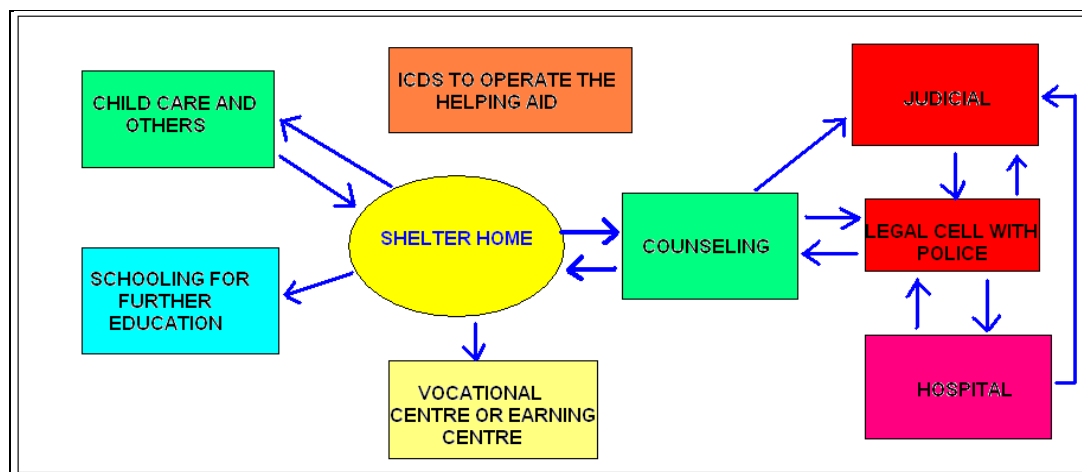 CHILD CARE AND
OTHERS
ICDS TO OPERATE THE
HELPING AID
JUDICIAL
SHELTER HOME
COUNSELING
LEGAL CELL WITH
POLICE
SCHOOLING FOR
FURTHER
EDUCATION
VOCATIONAL
CENTRE OR EARNING
CENTRE
HOSPITAL